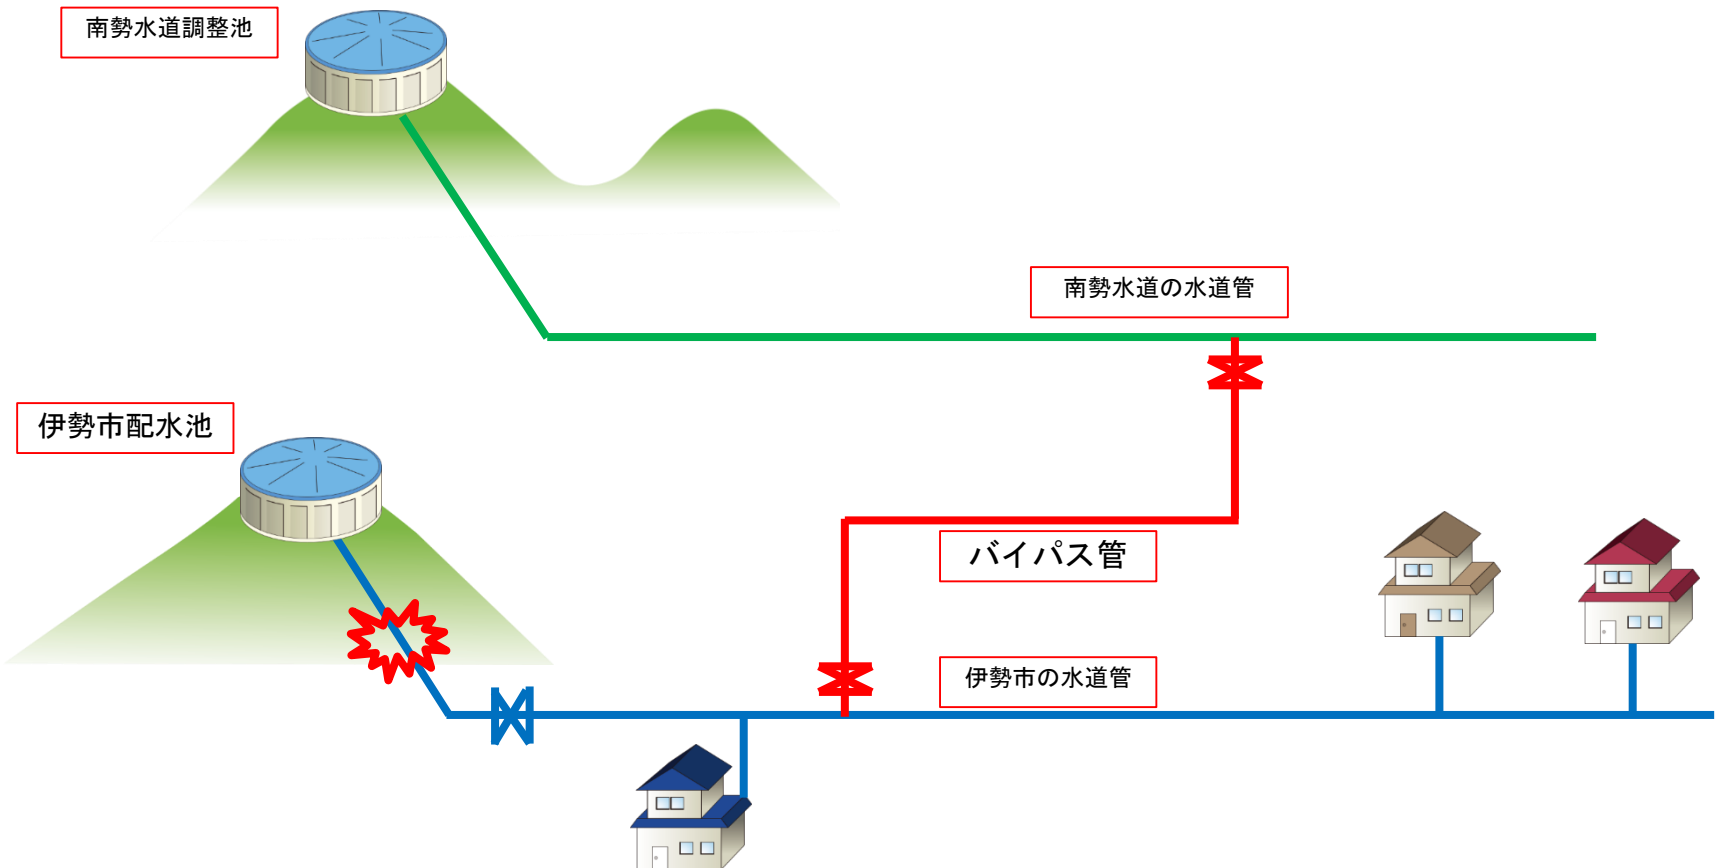 南勢水道調整池
南勢水道の水道管
伊勢市配水池
バイパス管
伊勢市の水道管